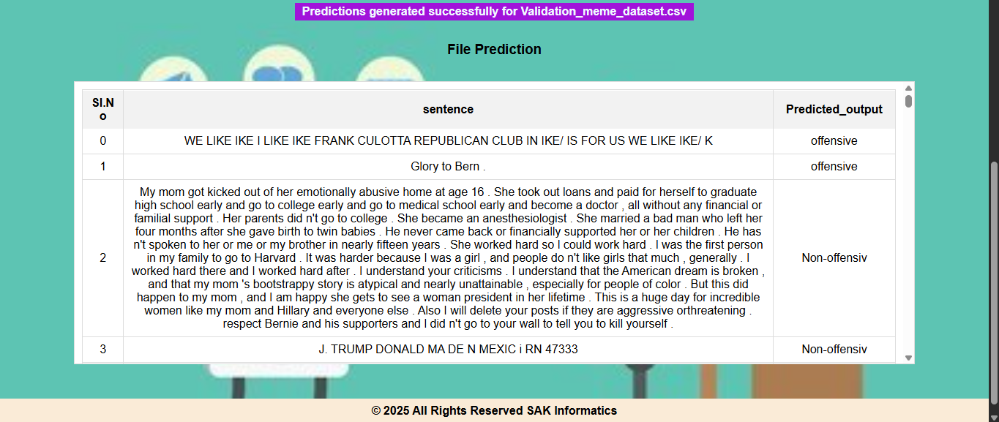 Predictions generated successfully for Validation_meme_dataset.csv
File Prediction
Sl.N
o
sentence
Predicted_output
0
WE LIKE IKE I LIKE IKE FRANK CULOTTA REPUBLICAN CLUB IN IKE/ IS FOR US WE LIKE IKE/ K
offensive
1
Glory to Bern .
offensive
2
My mom got kicked out of her emotionally abusive home at age 16 . She took out loans and paid for herself to graduate
high school early and go to college early and go to medical school early and become a doctor , all without any financial or
familial support . Her parents did n't go to college . She became an anesthesiologist . She married a bad man who left her
four months after she gave birth to twin babies . He never came back or financially supported her or her children . He has
n't spoken to her or me or my brother in nearly fifteen years . She worked hard so I could work hard . I was the first person
in my family to go to Harvard . It was harder because I was a girl , and people do n't like girls that much , generally . I
worked hard there and I worked hard after . I understand your criticisms . I understand that the American dream is broken ,
and that my mom 's bootstrappy story is atypical and nearly unattainable , especially for people of color . But this did
happen to my mom , and I am happy she gets to see a woman president in her lifetime . This is a huge day for incredible
women like my mom and Hillary and everyone else . Also I will delete your posts if they are aggressive orthreatening .
respect Bernie and his supporters and I did n't go to your wall to tell you to kill yourself .
Non-offensiv
3
J. TRUMP DONALD MA DE N MEXIC i RN 47333
Non-offensiv
© 2025 All Rights Reserved SAK Informatics